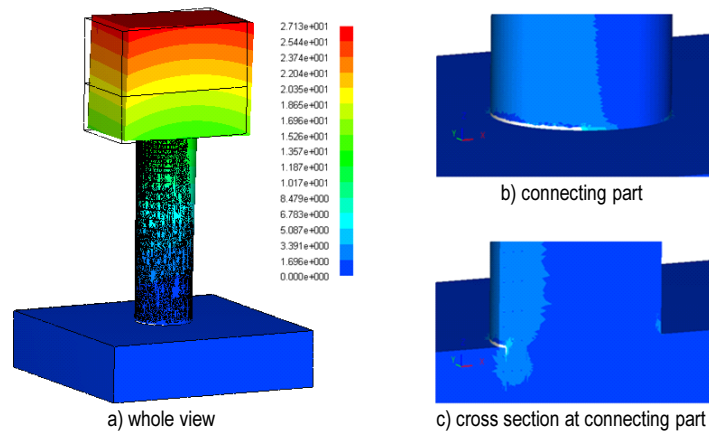 2.713e+001
2.544e+001
2.374e+001
2.204e+001
2.035e+001
1.865e+001
1.696e+001
1.526e+001
1.357e+001
1.187e+001
1.017e+001
8.479e+000
6.783e+000
5.087e+000
3.391e+000
1.696e+000
0.000e+000
a) whole view
Y
X
b) connecting part
Y
X
c) cross section at connecting part